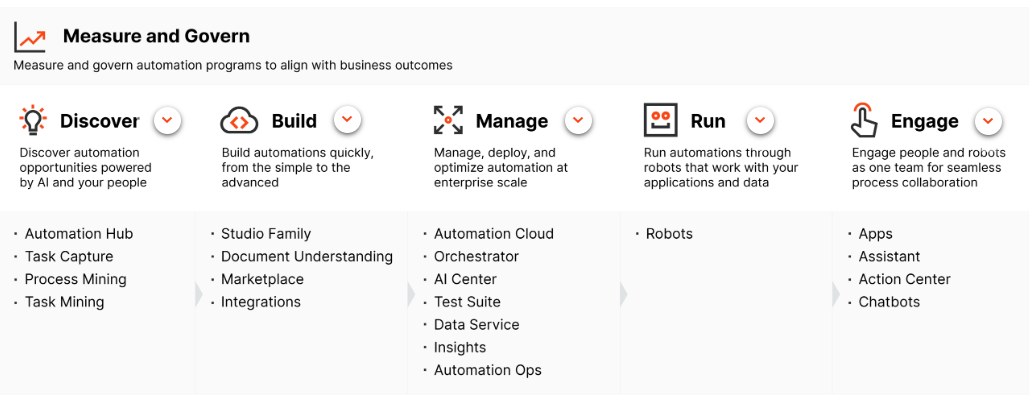 Measure and Govern
Measure and govern automation programs to align with business outcomes
Discover
Discover automation
opportunities powered
by AI and your people
Build
Build automations quickly,
from the simple to the
advanced
Manage
Manage, deploy, and
optimize automation at
enterprise scale
Run
Run automations through
robots that work with your
applications and data
Engage
Engage people and robots
as one team for seamless
process collaboration
· Automation Hub
· Task Capture
· Process Mining
· Task Mining
· Studio Family
· Document Understanding
· Marketplace
· Integrations
· Automation Cloud
· Orchestrator
· AI Center
· Test Suite
· Data Service
· Insights
· Automation Ops
· Robots
· Apps
· Assistant
· Action Center
· Chatbots